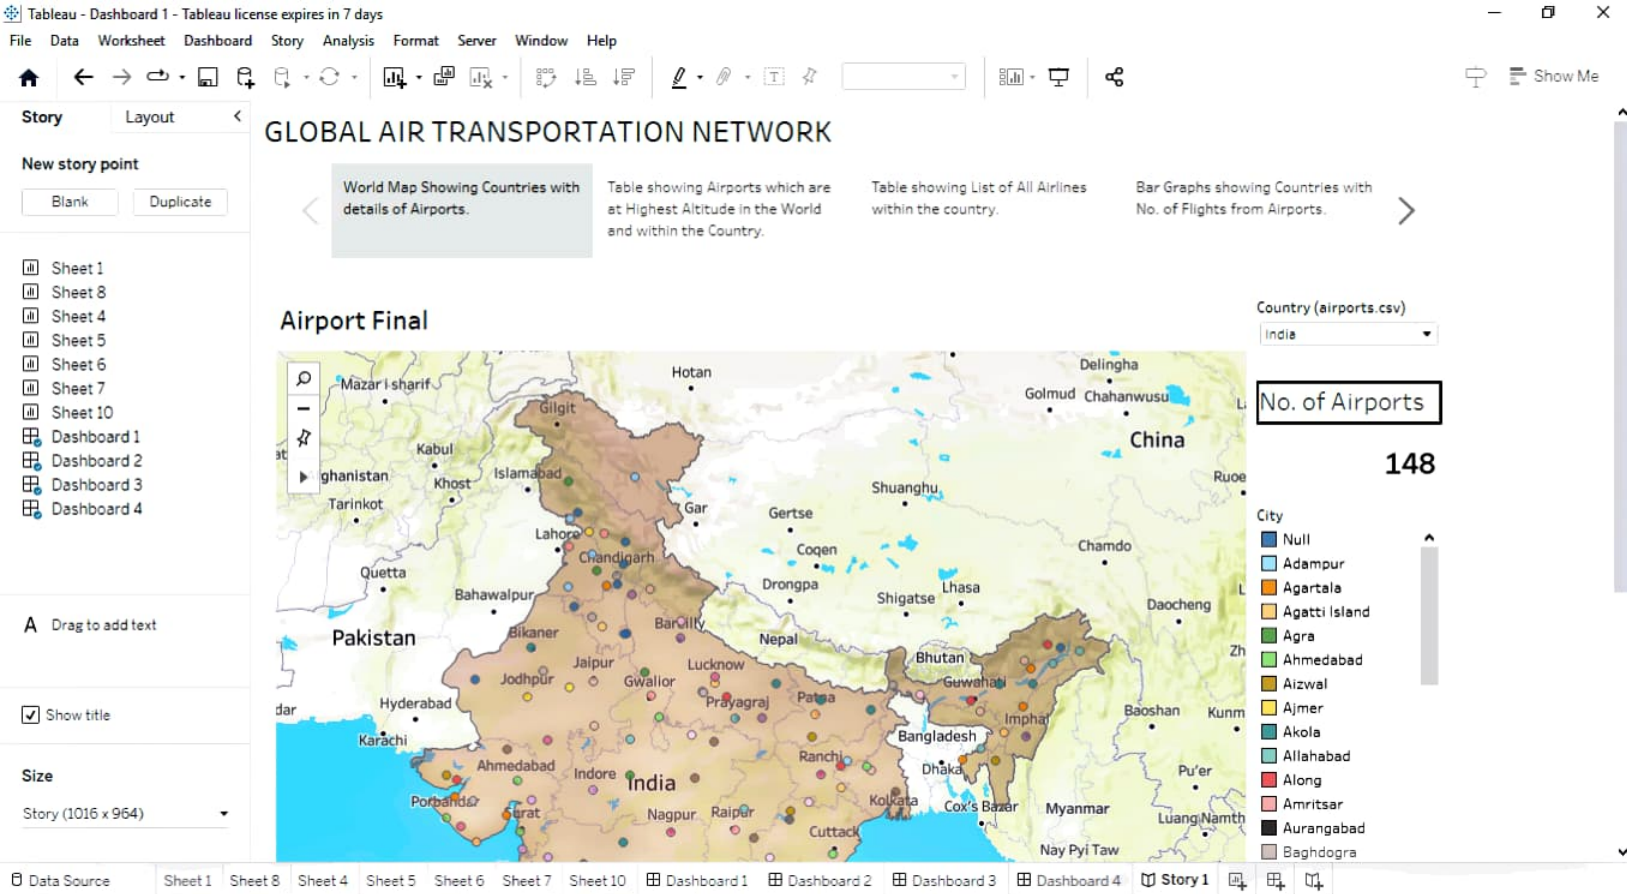 Tableau - Dashboard 1 - Tableau license expires in 7 days
File Data Worksheet Dashboard Story Analysis Format Server Window Help
Show Me
Story Layout
GLOBAL AIR TRANSPORTATION NETWORK
New story point
Blank Duplicate
World Map Showing Countries with
details of Airports.
Table showing Airports which are
at Highest Altitude in the World
and within the Country.
Table showing List of All Airlines
within the country.
Bar Graphs showing Countries with
No. of Flights from Airports.
Sheet 1
Sheet 8
Sheet 4
Sheet 5
Sheet 6
Sheet 7
Sheet 10
Dashboard 1
Dashboard 2
Dashboard 3
Dashboard 4
A Drag to add text
Show title
Size
Story (1016 x 964)
Airport Final
Hotan
Delingha
Mazar-i-sharif
Golmud Chahanwusu
Gilgit
China
Kabul
Islamabad
ghanistan
Khost
Shuanghu
Ruoe
Tarinkot
Gar
Gertse
Lahore
Coqen
Chamdo
Chandigarh
Quetta
Drongpa
Lhasa
Bahawalpur
Shigatse
Daocheng
Bareilly
Pakistan
Bikaner
Nepal
Bhutan
Zh
Jaipur
Lucknow
Jodhpur
Gwalior
Guwahati
Hyderabad
Prayagraj
Patna
dar
Imphal
Baoshan
Kunm
Karachi
Bangladesh
Ahmedabad
Indore
India
Ranchi
Dhaka
Pu'er
Porbandar
Surat
Nagpur
Raipur
Kolkata
Cox's Bazar
Myanmar
Luang Namth
Cuttack
Nay Pyi Taw
Country (airports.csv)
India
No. of Airports
148
City
Null
Adampur
Agartala
Agatti Island
Agra
Ahmedabad
Aizwal
Ajmer
Akola
Allahabad
Along
Amritsar
Aurangabad
Baghdogra
Data Source Sheet 1 Sheet 8 Sheet 4 Sheet 5 Sheet 6 Sheet 7 Sheet 10 Dashboard 1 Dashboard 2 Dashboard 3 Dashboard 4 Story 1